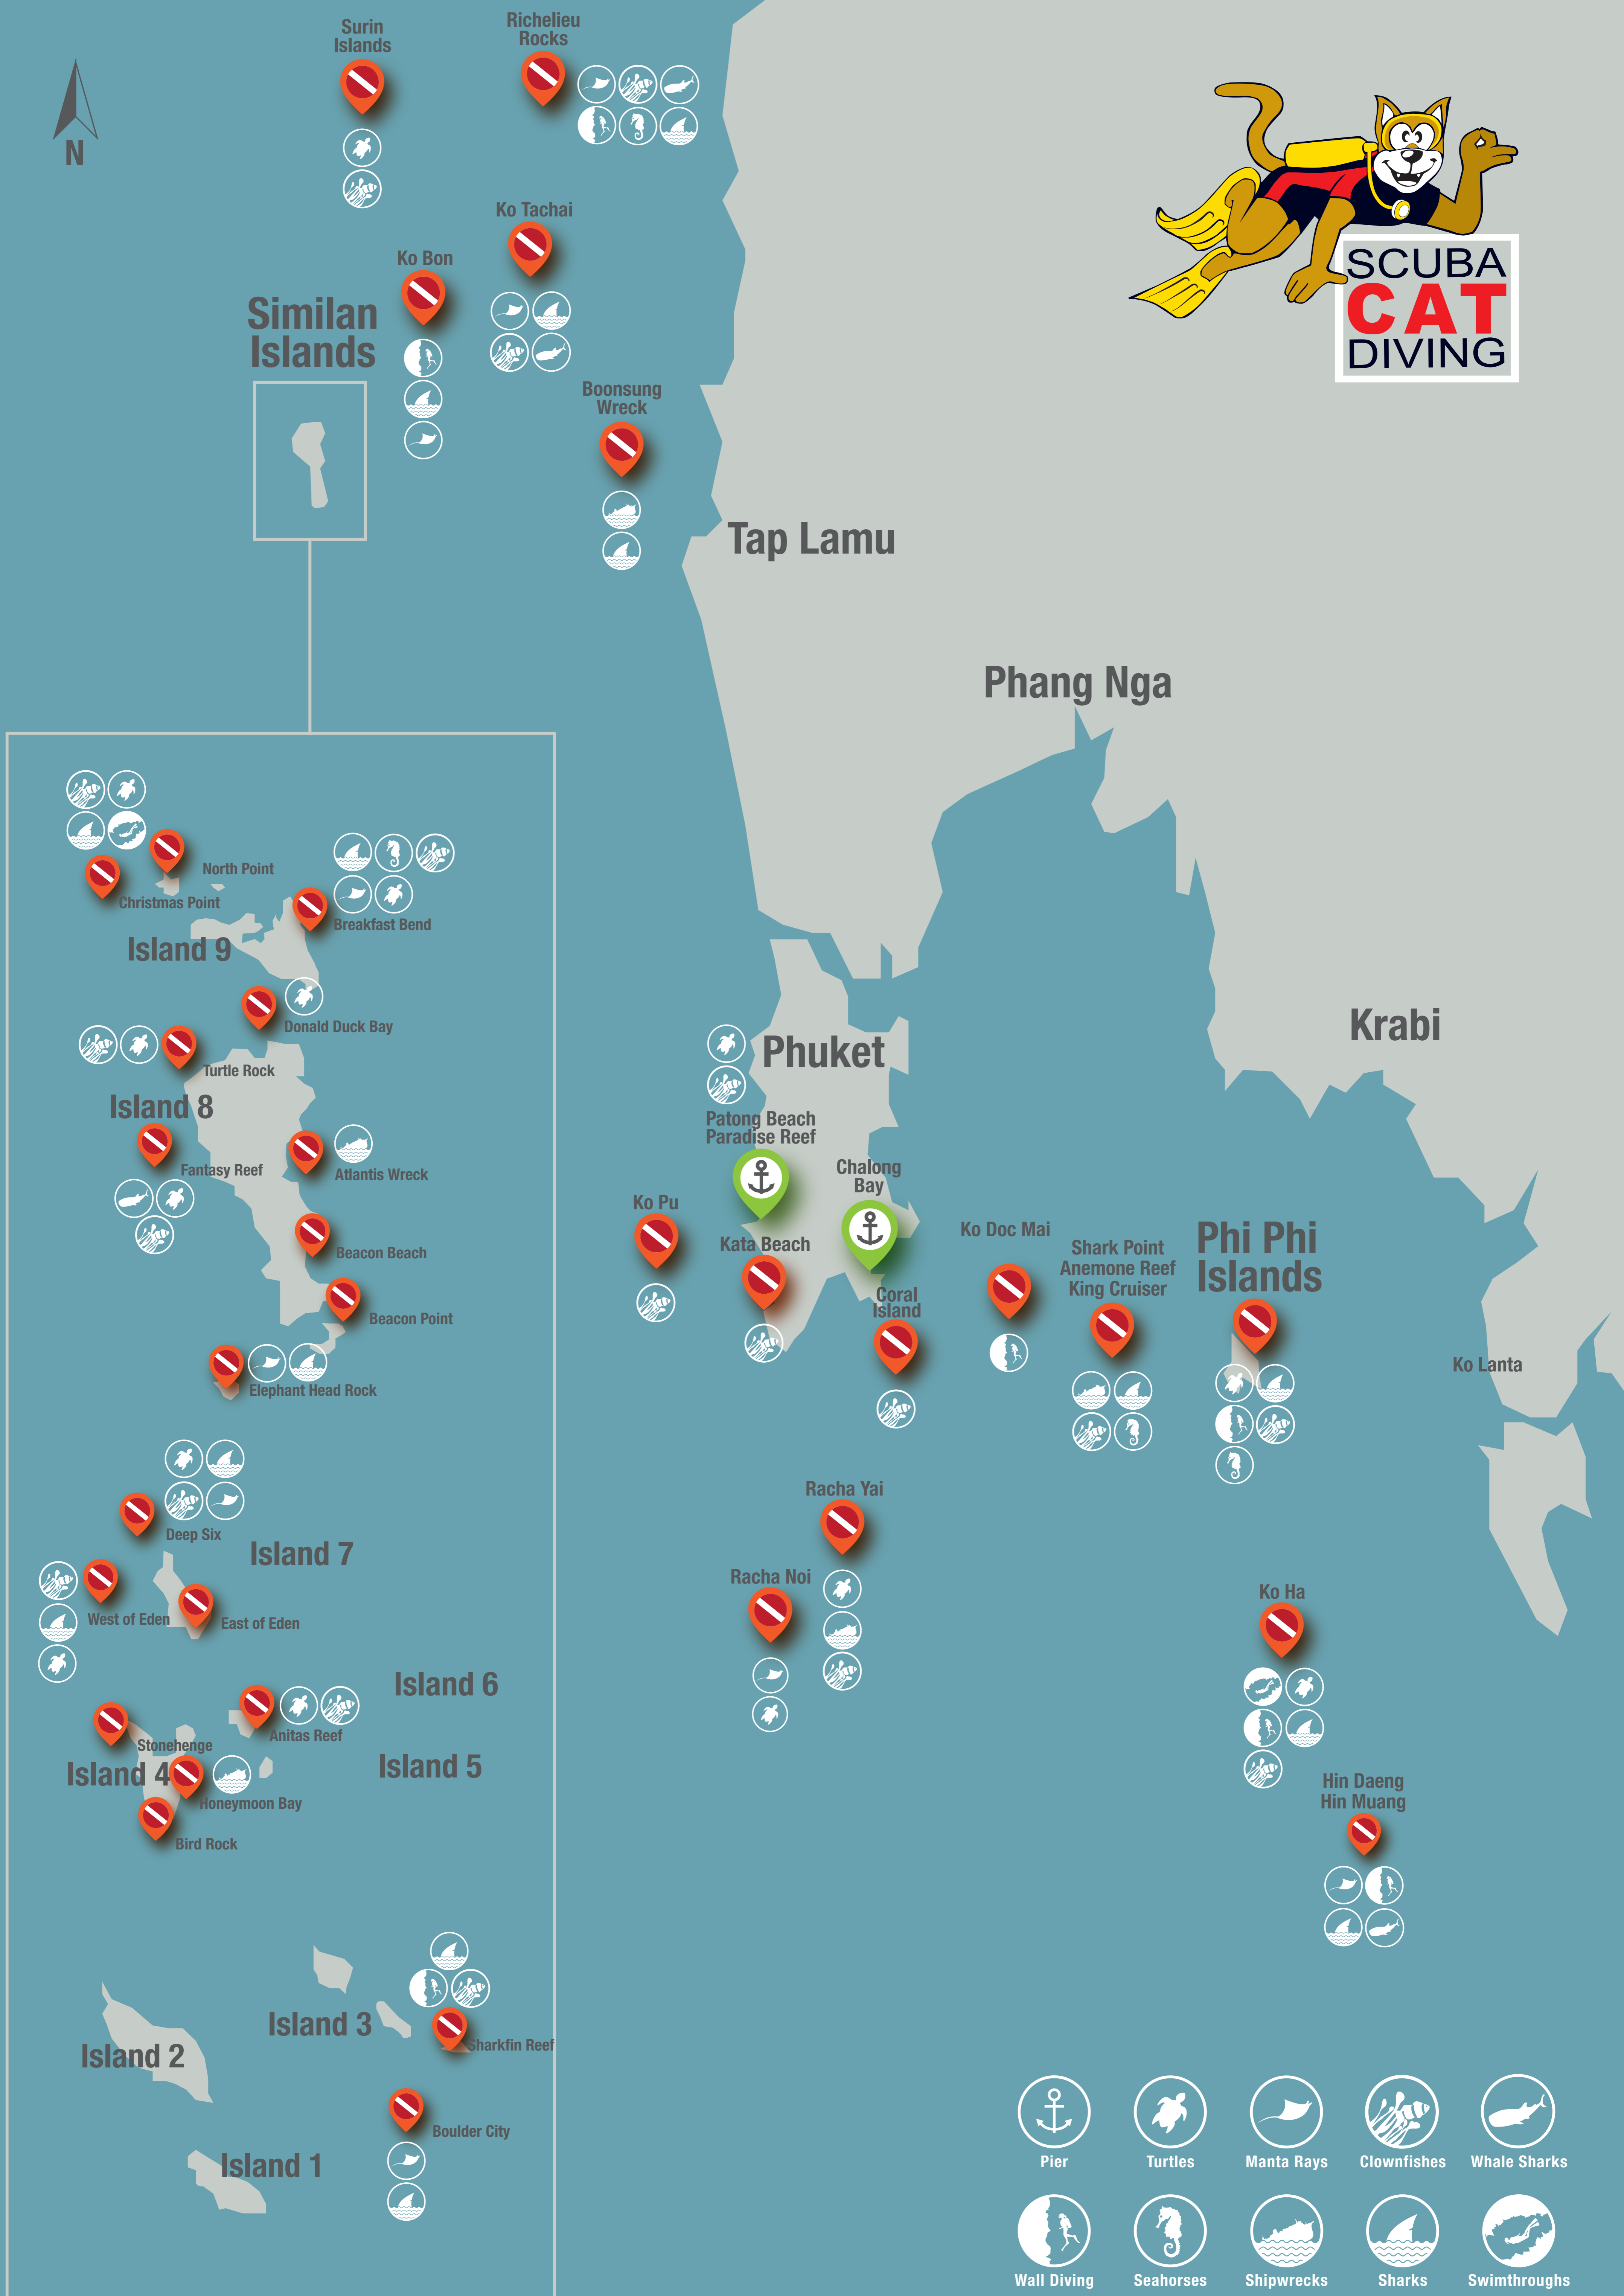 Surin
Islands
Richelieu
Rocks
N
SCUBA
CAT
DIVING
Ko Tachai
Ko Bon
Similan
Islands
Boonsung
Wreck
Tap Lamu
Phang Nga
North Point
Christmas Point
Breakfast Bend
Island 9
Donald Duck Bay
Turtle Rock
Island 8
Fantasy Reef
Atlantis Wreck
Beacon Beach
Beacon Point
Elephant Head Rock
Deep Six
Island 7
West of Eden
East of Eden
Island 6
Anitas Reef
Stonehenge
Island 4
Island 5
Honeymoon Bay
Bird Rock
Island 3
Sharkfin Reef
Island 2
Boulder City
Island 1
Krabi
Phuket
Patong Beach
Paradise Reef
Chalong
Bay
Ko Pu
Kata Beach
Coral
Island
Ko Doc Mai
Shark Point
Anemone Reef
King Cruiser
Phi Phi
Islands
Ko Lanta
Racha Yai
Racha Noi
Ko Ha
Hin Daeng
Hin Muang
Pier
Turtles
Manta Rays
Clownfishes
Whale Sharks
Wall Diving
Seahorses
Shipwrecks
Sharks
Swimthroughs